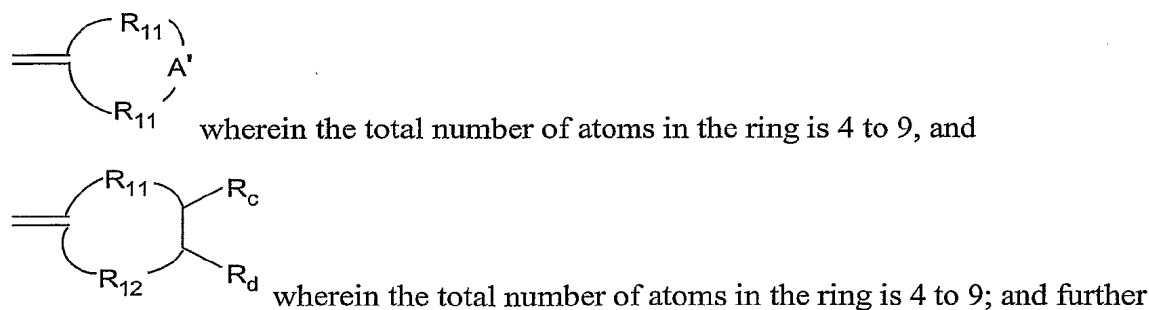 R11
A'
R11 wherein the total number of atoms in the ring is 4 to 9, and
R11 Rc
R12 Rd wherein the total number of atoms in the ring is 4 to 9; and further